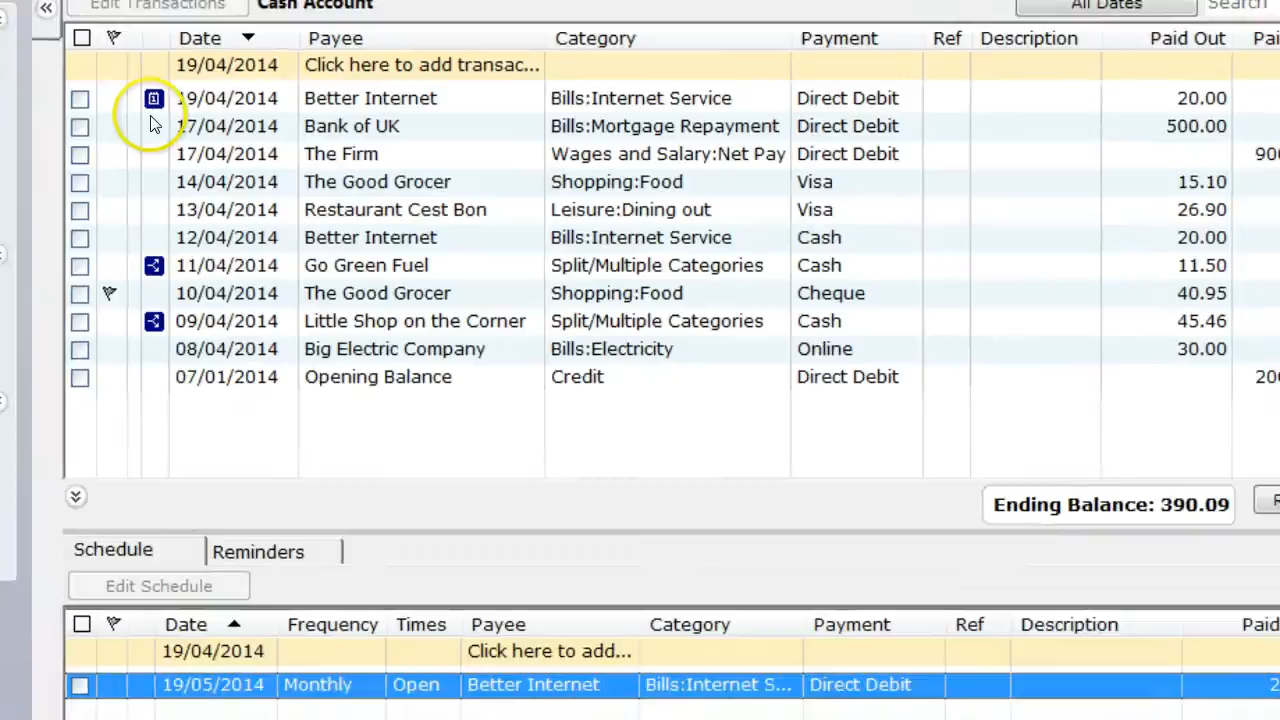 Edit Transactions Cash Account All Dates Search
Date Payee Category Payment Ref Description Paid Out Pai
19/04/2014 Click here to add transac...
19/04/2014 Better Internet Bills:Internet Service Direct Debit 20.00
17/04/2014 Bank of UK Bills:Mortgage Repayment Direct Debit 500.00
17/04/2014 The Firm Wages and Salary:Net Pay Direct Debit 900
14/04/2014 The Good Grocer Shopping:Food Visa 15.10
13/04/2014 Restaurant Cest Bon Leisure:Dining out Visa 26.90
12/04/2014 Better Internet Bills:Internet Service Cash 20.00
11/04/2014 Go Green Fuel Split/Multiple Categories Cash 11.50
10/04/2014 The Good Grocer Shopping:Food Cheque 40.95
09/04/2014 Little Shop on the Corner Split/Multiple Categories Cash 45.46
08/04/2014 Big Electric Company Bills:Electricity Online 30.00
07/01/2014 Opening Balance Credit Direct Debit 200
Ending Balance: 390.09
Schedule Reminders
Edit Schedule
Date Frequency Times Payee Category Payment Ref Description Paid
19/04/2014 Click here to add...
19/05/2014 Monthly Open Better Internet Bills:Internet S... Direct Debit 2